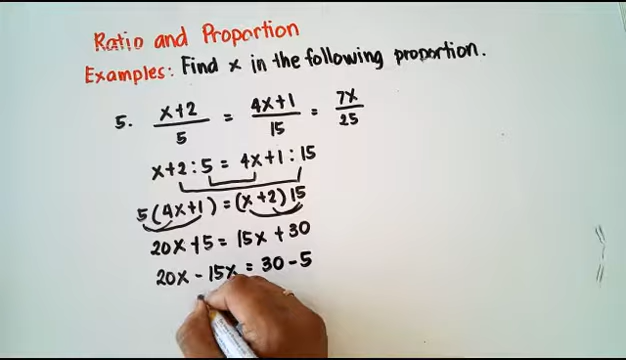 Ratio and Proportion
Examples: Find x in the following proportion.
5. x+2/5 = 4x+1/15 = 7x/25
x+2 : 5 = 4x+1 : 15
5(4x+1) = (x+2)15
20x+5 = 15x+30
20x - 15x = 30 - 5